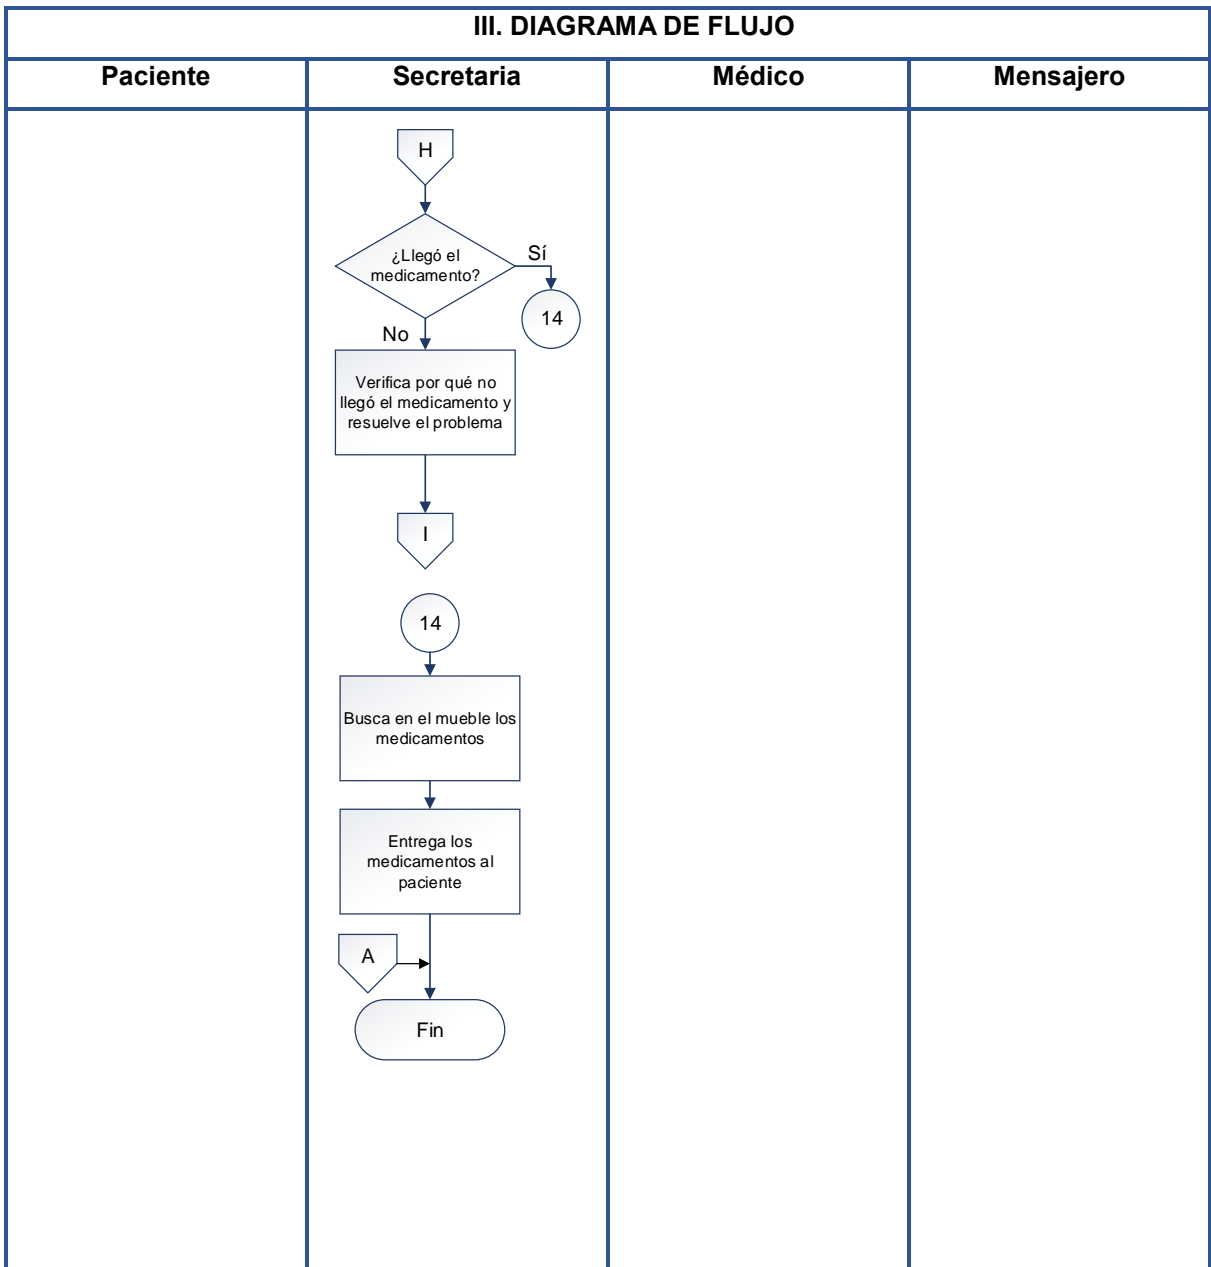 III. DIAGRAMA DE FLUJO
Paciente
Secretaria
Médico
Mensajero
H
¿Llegó el
medicamento?
Sí
14
No
Verifica por qué no
llegó el medicamento y
resuelve el problema
I
14
Busca en el mueble los
medicamentos
Entrega los
medicamentos al
paciente
A
Fin